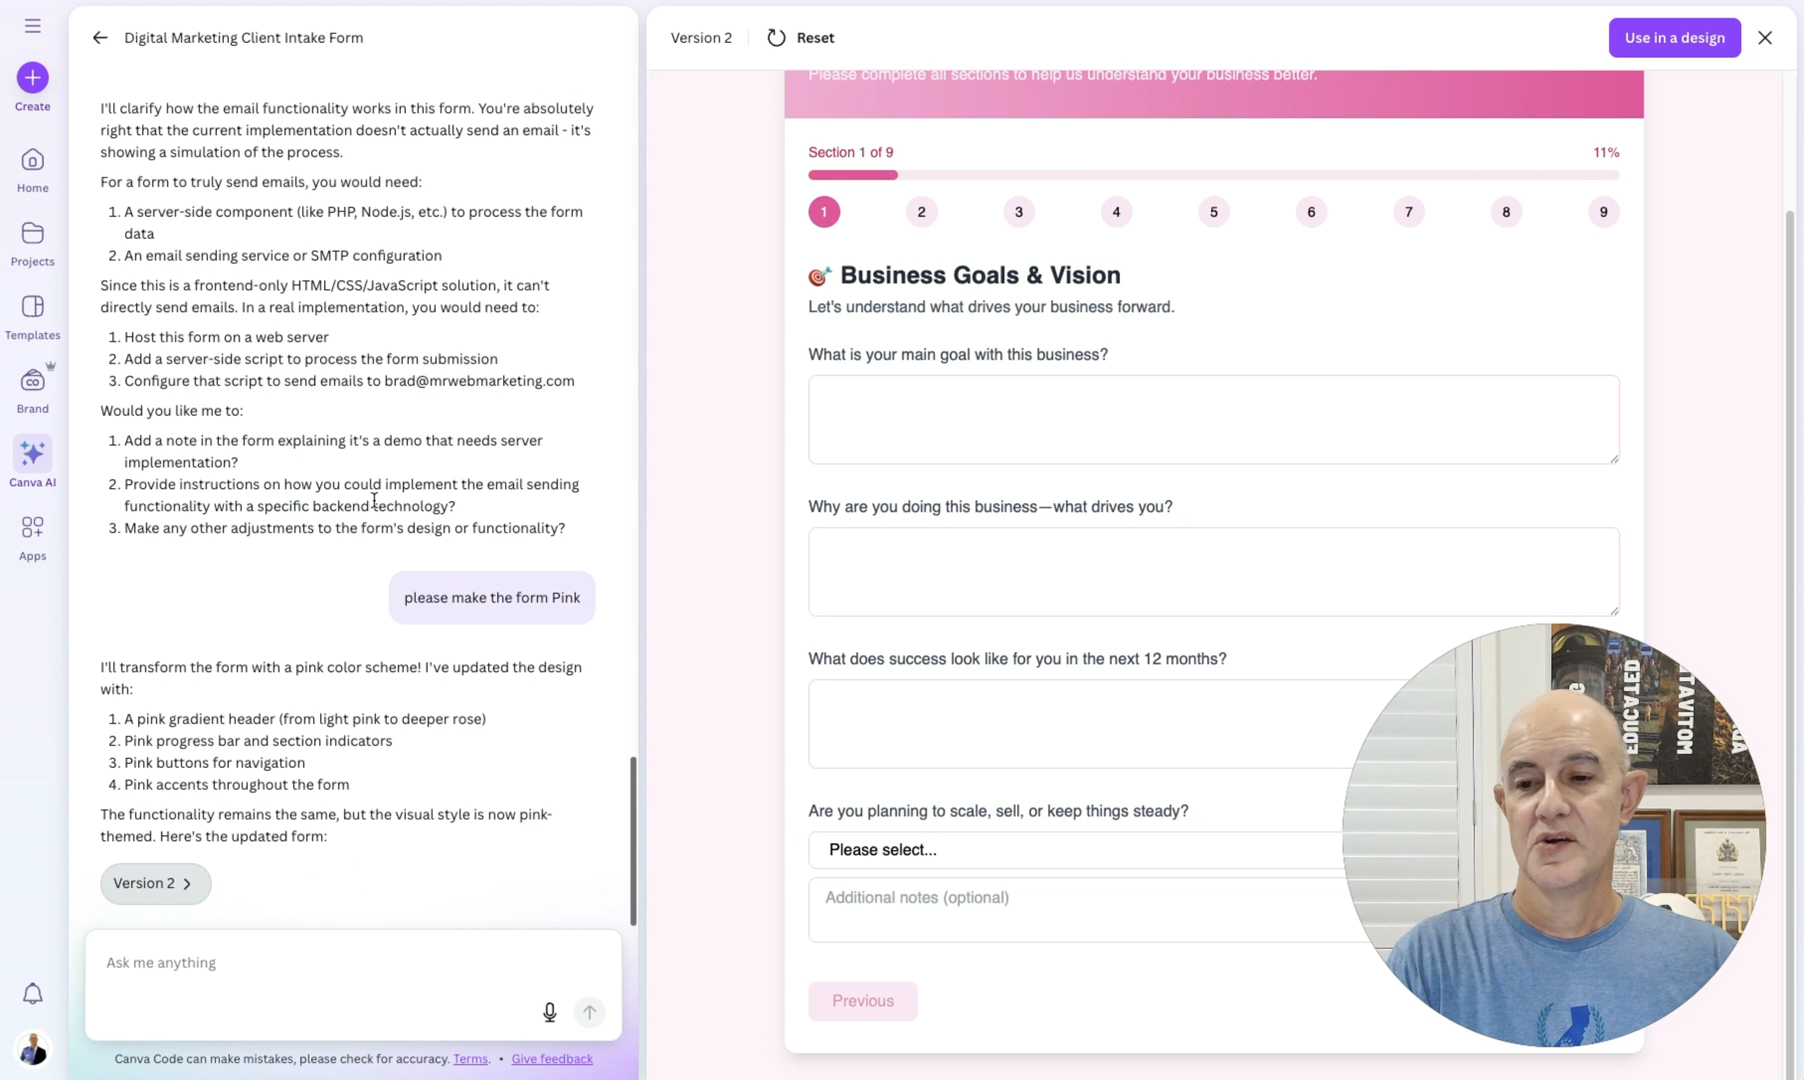 Create
Home
Projects
Templates
Brand
Canva AI
Apps
Digital Marketing Client Intake Form
I'll clarify how the email functionality works in this form. You're absolutely
right that the current implementation doesn't actually send an email - it's
showing a simulation of the process.
For a form to truly send emails, you would need:
1. A server-side component (like PHP, Node.js, etc.) to process the form
data
2. An email sending service or SMTP configuration
Since this is a frontend-only HTML/CSS/JavaScript solution, it can't
directly send emails. In a real implementation, you would need to:
1. Host this form on a web server
2. Add a server-side script to process the form submission
3. Configure that script to send emails to brad@mrwebmarketing.com
Would you like me to:
1. Add a note in the form explaining it's a demo that needs server
implementation?
2. Provide instructions on how you could implement the email sending
functionality with a specific backend technology?
3. Make any other adjustments to the form's design or functionality?
please make the form Pink
I'll transform the form with a pink color scheme! I've updated the design
with:
1. A pink gradient header (from light pink to deeper rose)
2. Pink progress bar and section indicators
3. Pink buttons for navigation
4. Pink accents throughout the form
The functionality remains the same, but the visual style is now pink-
themed. Here's the updated form:
Version 2
Ask me anything
Canva Code can make mistakes, please check for accuracy. Terms. • Give feedback
Version 2
Reset
Use in a design
Please complete all sections to help us understand your business better.
Section 1 of 9
11%
1 2 3 4 5 6 7 8 9
Business Goals & Vision
Let's understand what drives your business forward.
What is your main goal with this business?
Why are you doing this business—what drives you?
What does success look like for you in the next 12 months?
Are you planning to scale, sell, or keep things steady?
Please select...
Additional notes (optional)
Previous
EDUCATED